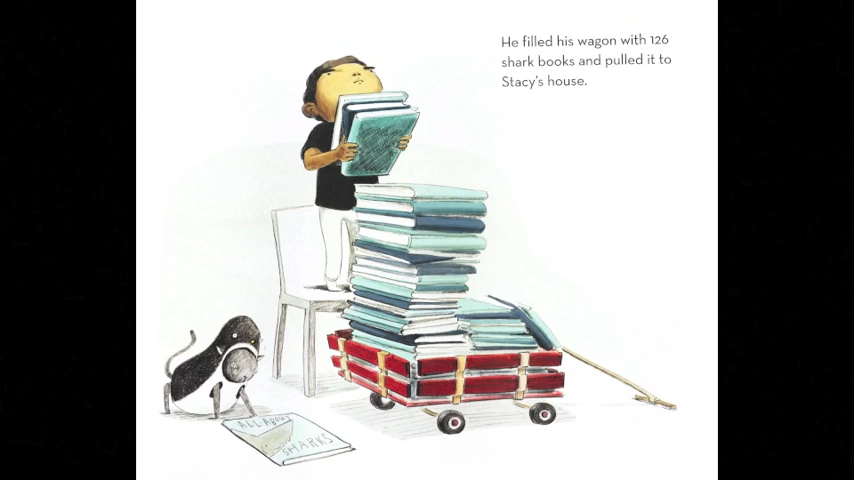 He filled his wagon with 126
shark books and pulled it to
Stacy's house.
ALL ABOUT
SHARKS